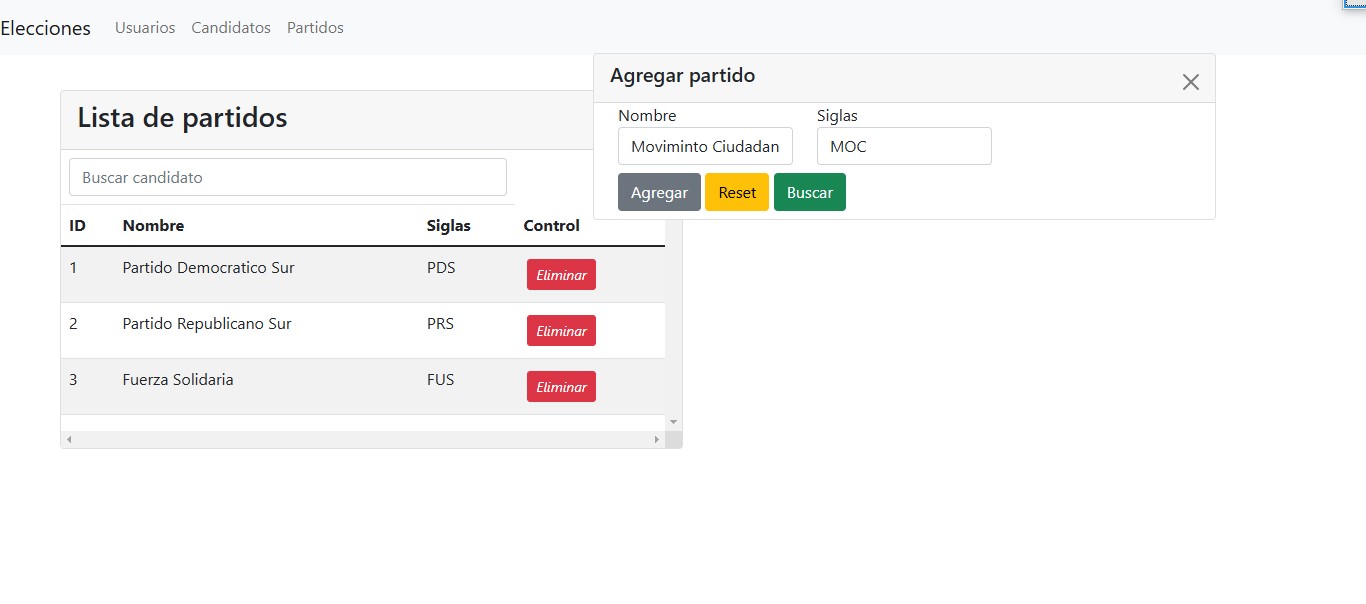 Elecciones Usuarios Candidatos Partidos
Agregar partido
Nombre Siglas
Moviminto Ciudadan MOC
Agregar Reset Buscar
Lista de partidos
Buscar candidato
ID Nombre Siglas Control
1 Partido Democratico Sur PDS Eliminar
2 Partido Republicano Sur PRS Eliminar
3 Fuerza Solidaria FUS Eliminar